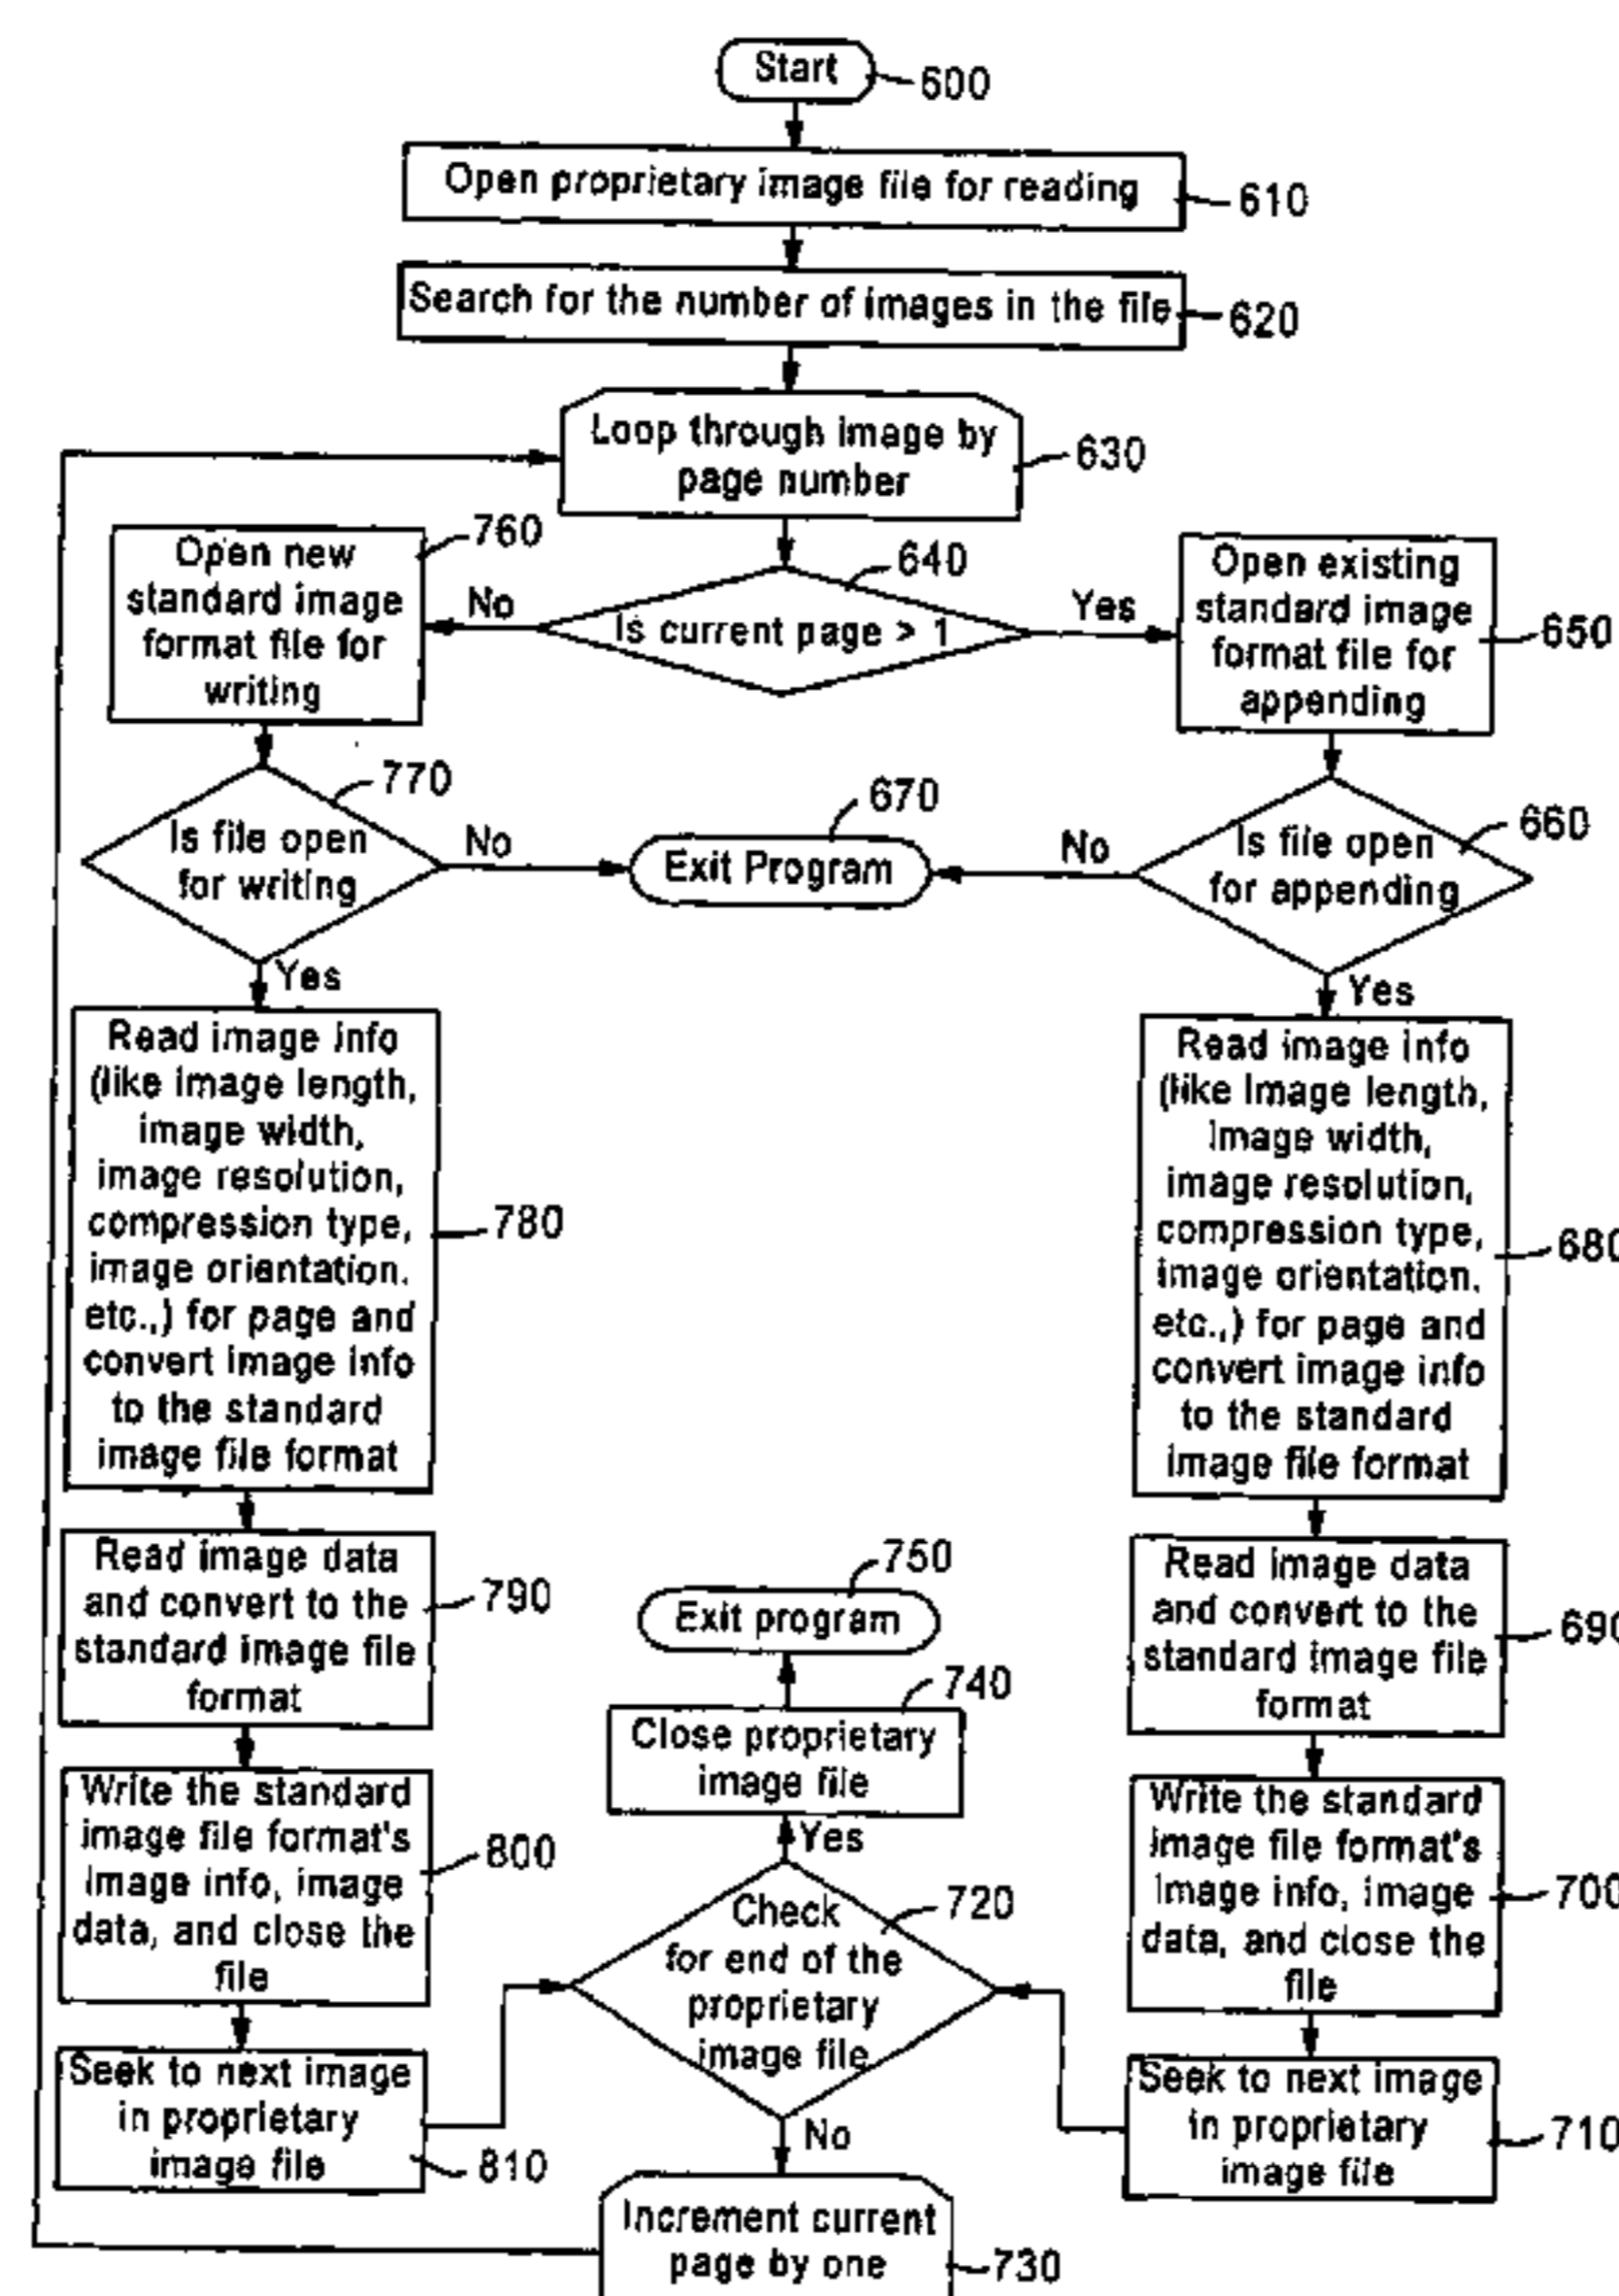 Start
600
Open proprietary image file for reading
610
Search for the number of images in the file
620
Loop through image by
page number
630
640
Is current page > 1
No
Yes
760
Open new
standard image
format file for
writing
770
Is file open
for writing
No
Yes
670
Exit Program
Open existing
standard image
format file for
appending
650
Is file open
for appending
660
No
Yes
Read image info
(like image length,
image width,
image resolution,
compression type,
image orientation,
etc.,) for page and
convert image info
to the standard
image file format
780
Read image data
and convert to the
standard image file
format
790
Write the standard
image file format's
image info, image
data, and close the
file
800
Seek to next image
in proprietary
image file
810
Read image info
(like image length,
image width,
image resolution,
compression type,
image orientation,
etc.,) for page and
convert image info
to the standard
image file format
680
Read image data
and convert to the
standard image file
format
690
Write the standard
image file format's
image info, image
data, and close the
file
700
Seek to next image
in proprietary
image file
710
750
Exit program
740
Close proprietary
image file
Yes
Check
for end of the
proprietary
image file
720
No
Increment current
page by one
730